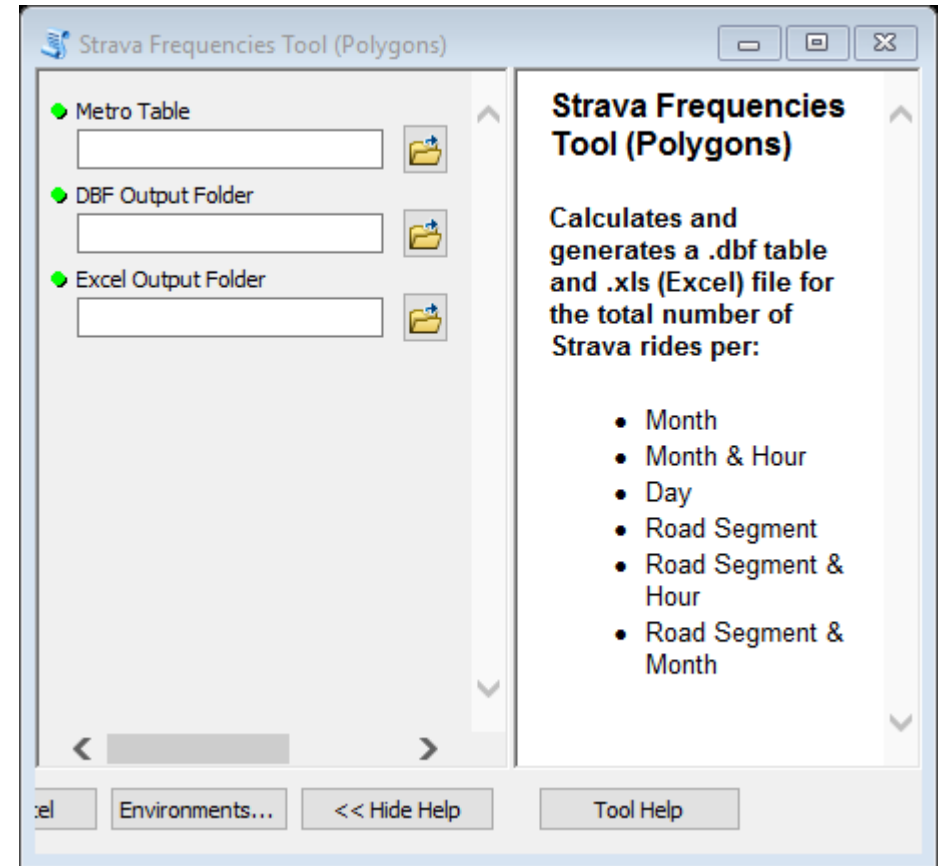 Strava Frequencies Tool (Polygons)
Metro Table
DBF Output Folder
Excel Output Folder
Strava Frequencies
Tool (Polygons)
Calculates and
generates a .dbf table
and .xls (Excel) file for
the total number of
Strava rides per:
• Month
• Month & Hour
• Day
• Road Segment
• Road Segment &
Hour
• Road Segment &
Month
Environments...
<< Hide Help
Tool Help